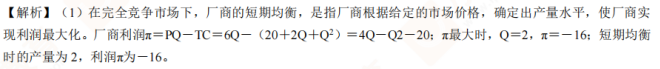 【解析】（1）在完全竞争市场下，厂商的短期均衡，是指厂商根据给定的市场价格，确定出产量水平，使厂商实
现利润最大化。厂商利润π＝PQ－TC＝6Q－（20＋2Q＋Q²）＝4Q－Q2－20；π最大时，Q＝2，π＝－16；短期均衡
时的产量为 2，利润π为－16。